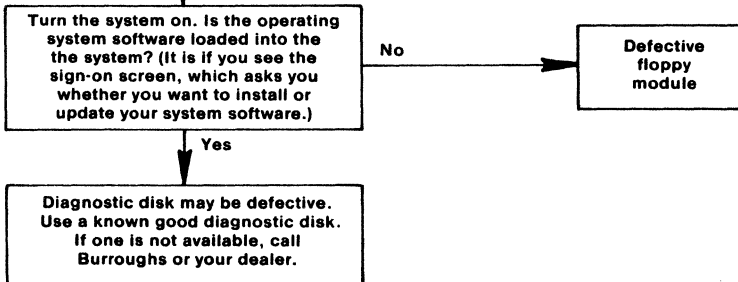 Turn the system on. Is the operating
system software loaded into the
the system? (It is if you see the
sign-on screen, which asks you
whether you want to install or
update your system software.)
No
Defective
floppy
module
Yes
Diagnostic disk may be defective.
Use a known good diagnostic disk.
If one is not available, call
Burroughs or your dealer.